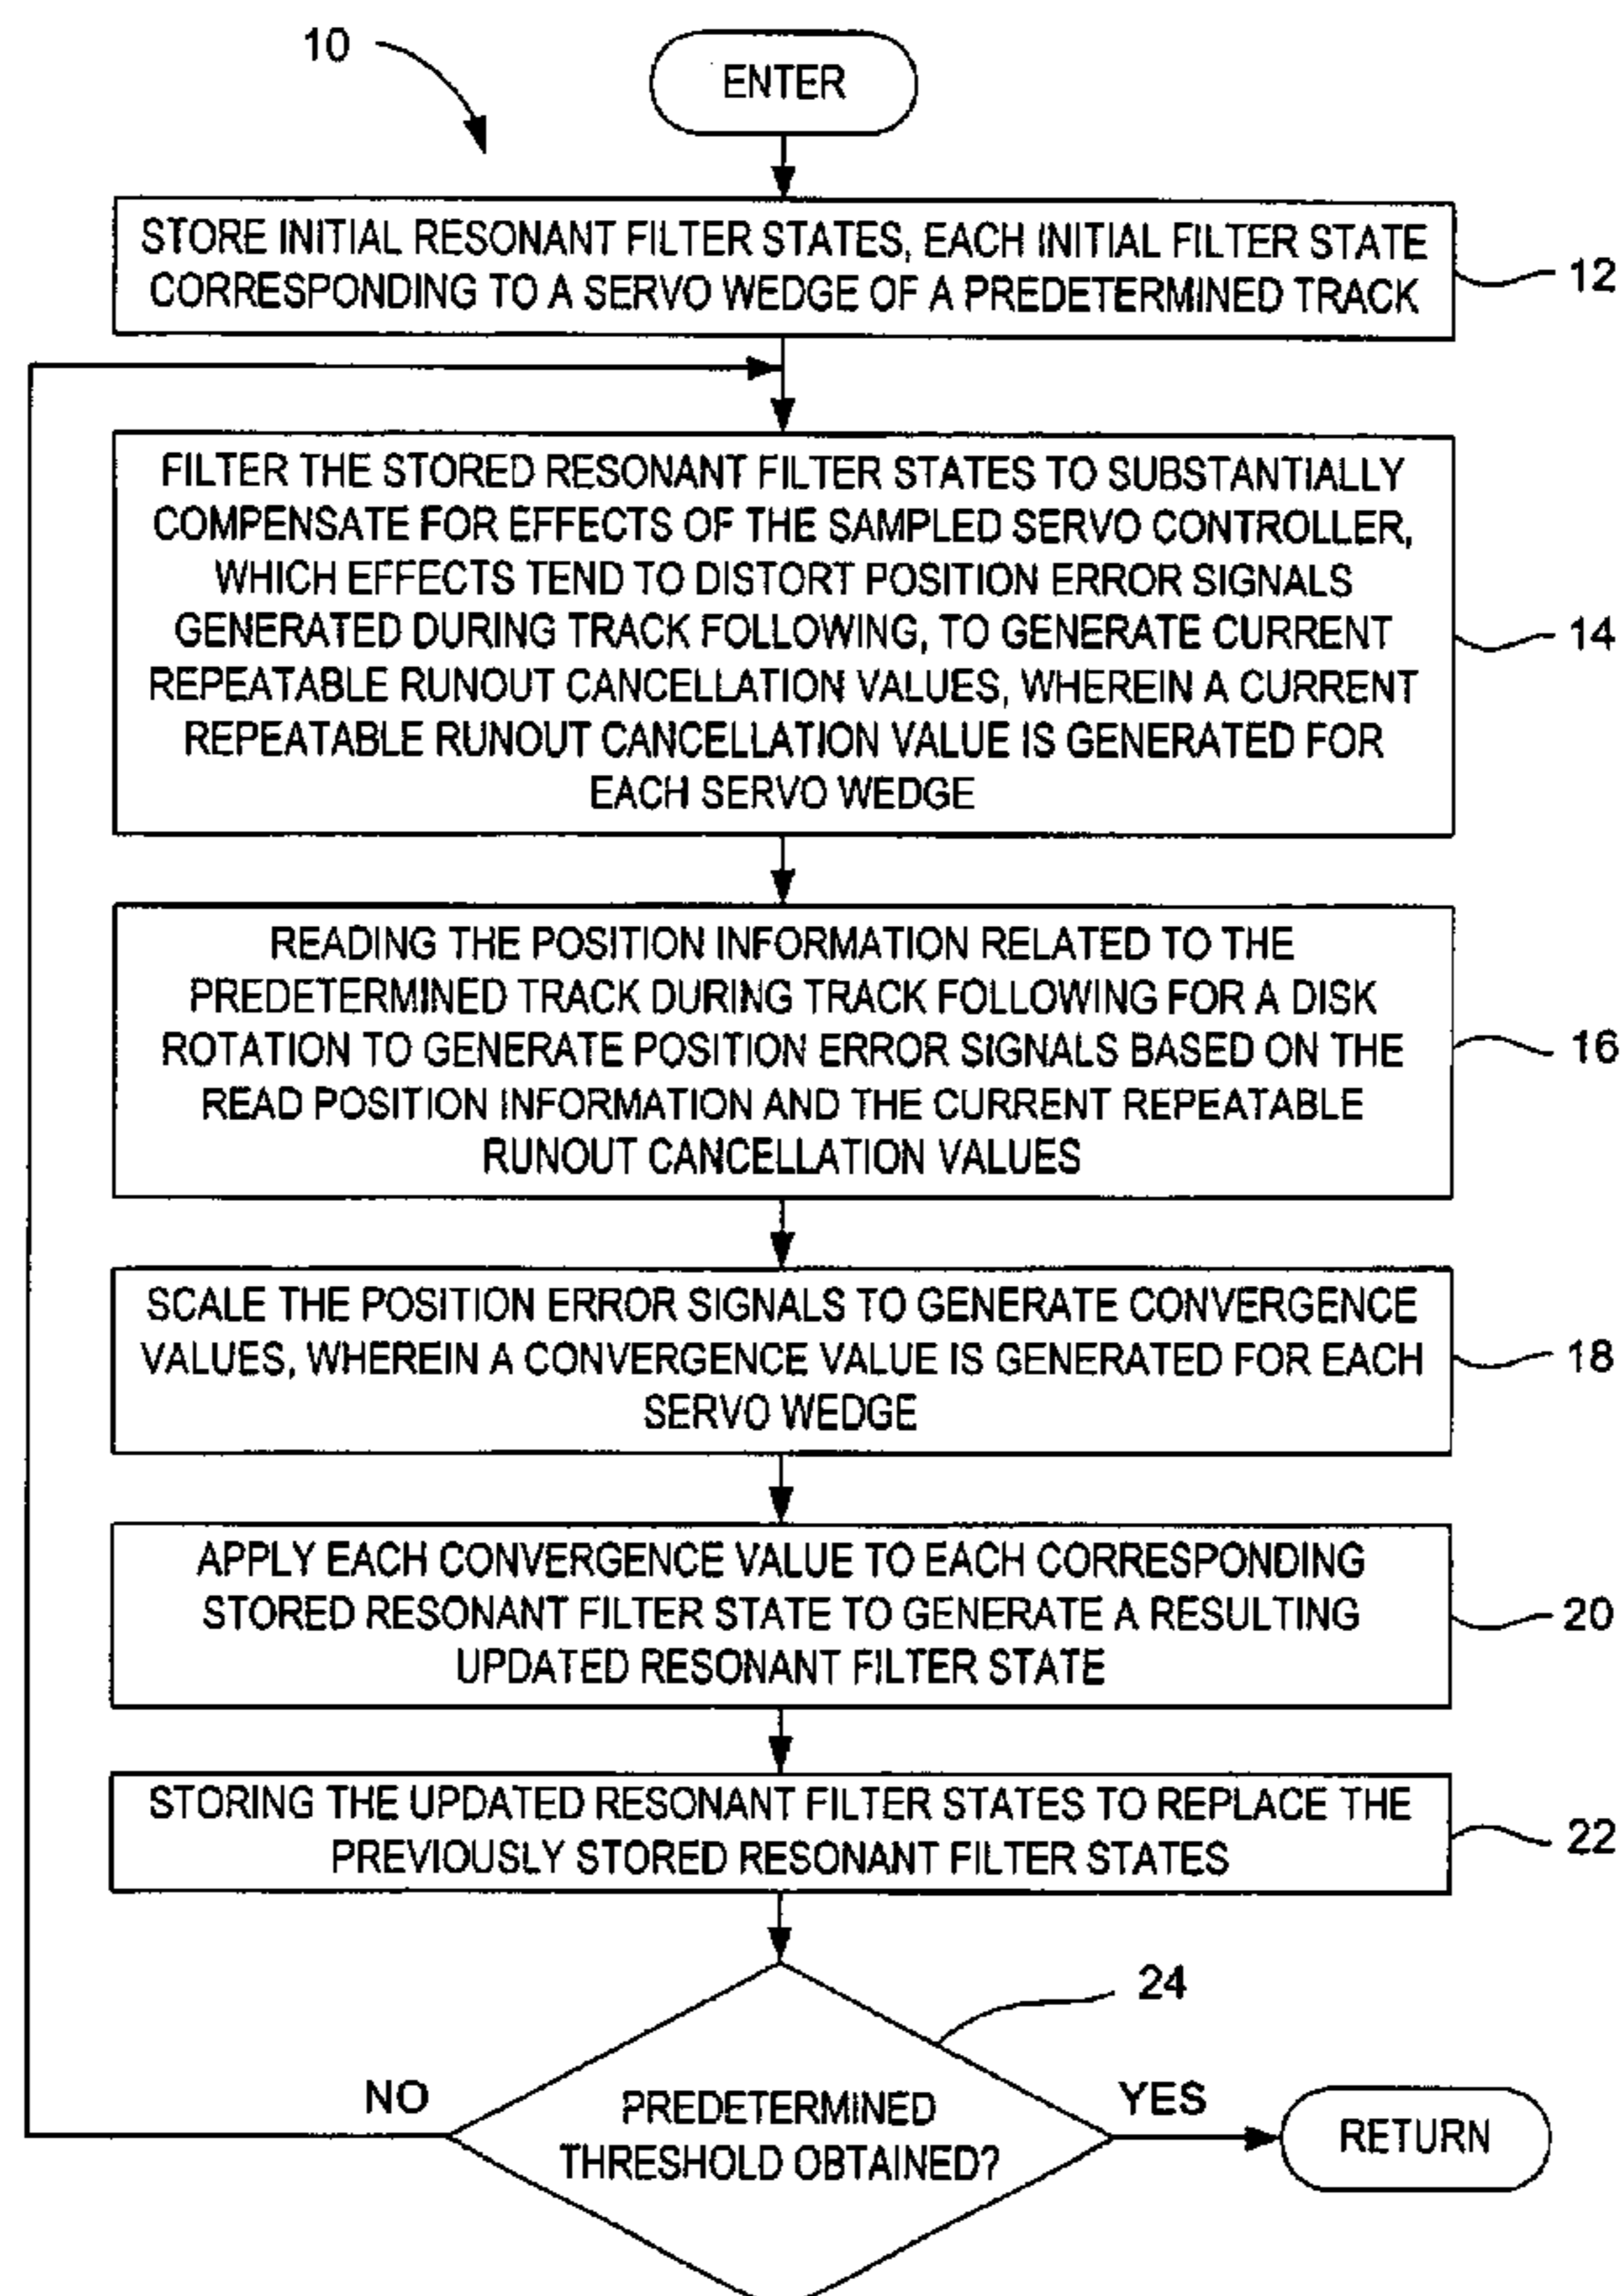 10
ENTER
STORE INITIAL RESONANT FILTER STATES, EACH INITIAL FILTER STATE
CORRESPONDING TO A SERVO WEDGE OF A PREDETERMINED TRACK
12
FILTER THE STORED RESONANT FILTER STATES TO SUBSTANTIALLY
COMPENSATE FOR EFFECTS OF THE SAMPLED SERVO CONTROLLER,
WHICH EFFECTS TEND TO DISTORT POSITION ERROR SIGNALS
GENERATED DURING TRACK FOLLOWING, TO GENERATE CURRENT
REPEATABLE RUNOUT CANCELLATION VALUES, WHEREIN A CURRENT
REPEATABLE RUNOUT CANCELLATION VALUE IS GENERATED FOR
EACH SERVO WEDGE
14
READING THE POSITION INFORMATION RELATED TO THE
PREDETERMINED TRACK DURING TRACK FOLLOWING FOR A DISK
ROTATION TO GENERATE POSITION ERROR SIGNALS BASED ON THE
READ POSITION INFORMATION AND THE CURRENT REPEATABLE
RUNOUT CANCELLATION VALUES
16
SCALE THE POSITION ERROR SIGNALS TO GENERATE CONVERGENCE
VALUES, WHEREIN A CONVERGENCE VALUE IS GENERATED FOR EACH
SERVO WEDGE
18
APPLY EACH CONVERGENCE VALUE TO EACH CORRESPONDING
STORED RESONANT FILTER STATE TO GENERATE A RESULTING
UPDATED RESONANT FILTER STATE
20
STORING THE UPDATED RESONANT FILTER STATES TO REPLACE THE
PREVIOUSLY STORED RESONANT FILTER STATES
22
24
NO
PREDETERMINED
THRESHOLD OBTAINED?
YES
RETURN